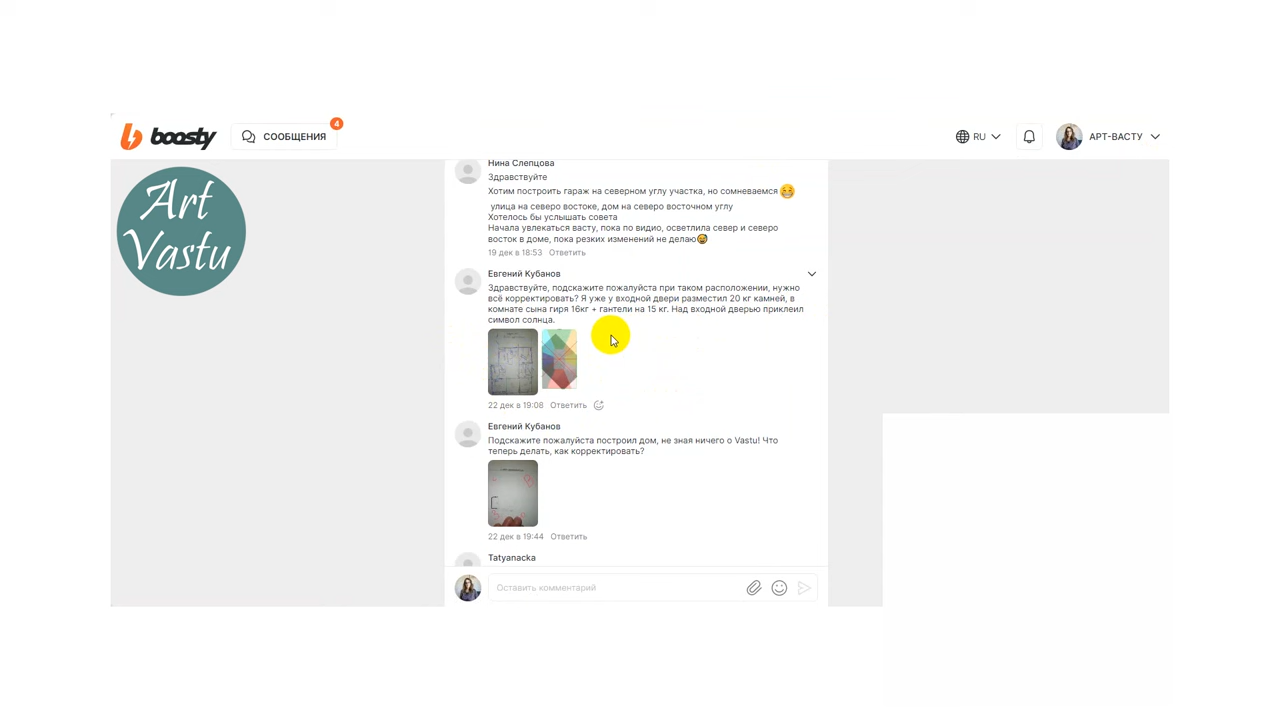 boosty
СООБЩЕНИЯ
4
RU
АРТ-ВАСТУ
Art
Vastu
Нина Слепцова
Здравствуйте
Хотим построить гараж на северном углу участка, но сомневаемся😁
улица на северо востоке, дом на северо восточном углу
Хотелось бы услышать совета
Начала увлекаться васту, пока по видио, осветлила север и северо
восток в доме, пока резких изменений не делаю😅
19 дек в 18:53 Ответить
Евгений Кубанов
Здравствуйте, подскажите пожалуйста при таком расположении, нужно
всё корректировать? Я уже у входной двери разместил 20 кг камней, в
комнате сына гиря 16кг + гантели на 15 кг. Над входной дверью приклеил
символ солнца.
22 дек в 19:08 Ответить
Евгений Кубанов
Подскажите пожалуйста построил дом, не зная ничего о Vastu! Что
теперь делать, как корректировать?
22 дек в 19:44 Ответить
Tatyanacka
Оставить комментарий